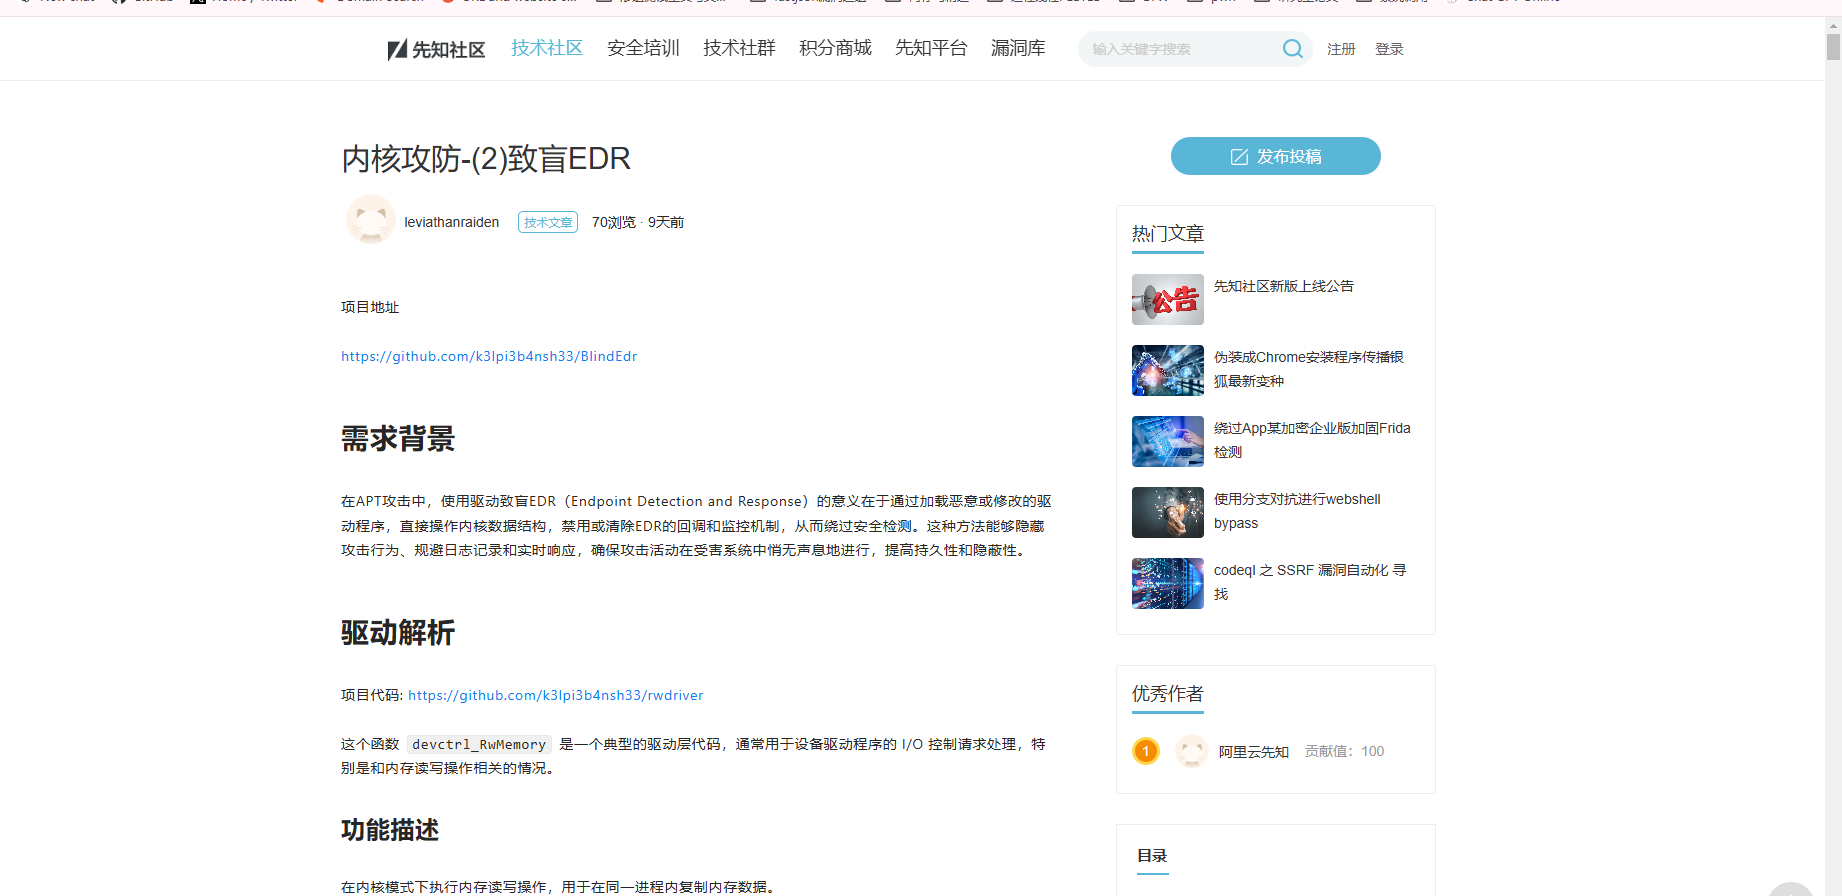 先知社区
技术社区
安全培训
技术社群
积分商城
先知平台
漏洞库
输入关键字搜索
注册
登录
内核攻防-(2)致盲EDR
leviathanraiden
技术文章
70浏览 · 9天前
项目地址
https://github.com/k3lpi3b4nsh33/BlindEdr
需求背景
在APT攻击中，使用驱动致盲EDR（Endpoint Detection and Response）的意义在于通过加载恶意或修改的驱
动程序，直接操作内核数据结构，禁用或清除EDR的回调和监控机制，从而绕过安全检测。这种方法能够隐藏
攻击行为、规避日志记录和实时响应，确保攻击活动在受害系统中悄无声息地进行，提高持久性和隐蔽性。
驱动解析
项目代码: https://github.com/k3lpi3b4nsh33/rwdriver
这个函数 devctrl_RwMemory 是一个典型的驱动层代码，通常用于设备驱动程序的 I/O 控制请求处理，特
别是和内存读写操作相关的情况。
功能描述
在内核模式下执行内存读写操作，用于在同一进程内复制内存数据。
发布投稿
热门文章
公告
先知社区新版上线公告
伪装成Chrome安装程序传播银
狐最新变种
绕过App某加密企业版加固Frida
检测
使用分支对抗进行webshell
bypass
codeql 之 SSRF 漏洞自动化 寻
找
优秀作者
1
阿里云先知
贡献值：100
目录